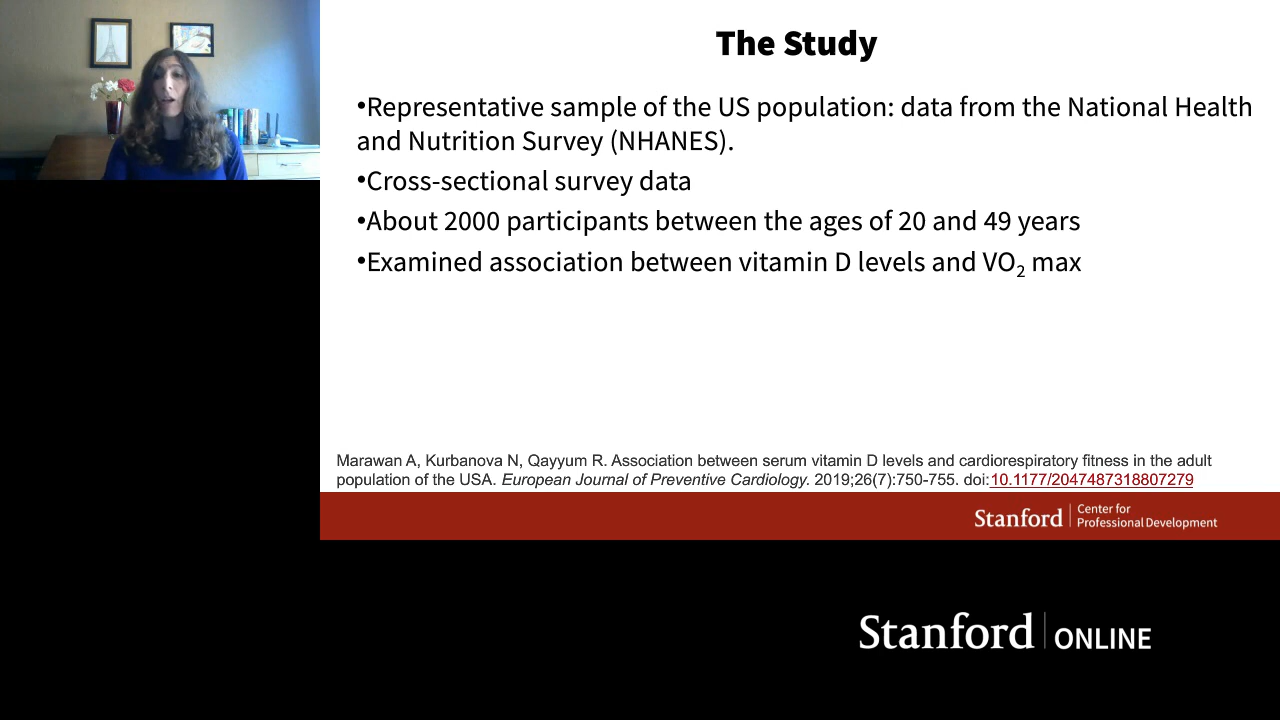 The Study
•Representative sample of the US population: data from the National Health
and Nutrition Survey (NHANES).
•Cross-sectional survey data
•About 2000 participants between the ages of 20 and 49 years
•Examined association between vitamin D levels and VO₂ max
Marawan A, Kurbanova N, Qayyum R. Association between serum vitamin D levels and cardiorespiratory fitness in the adult
population of the USA. European Journal of Preventive Cardiology. 2019;26(7):750-755. doi:10.1177/2047487318807279
Stanford | Center for
Professional Development
Stanford | ONLINE